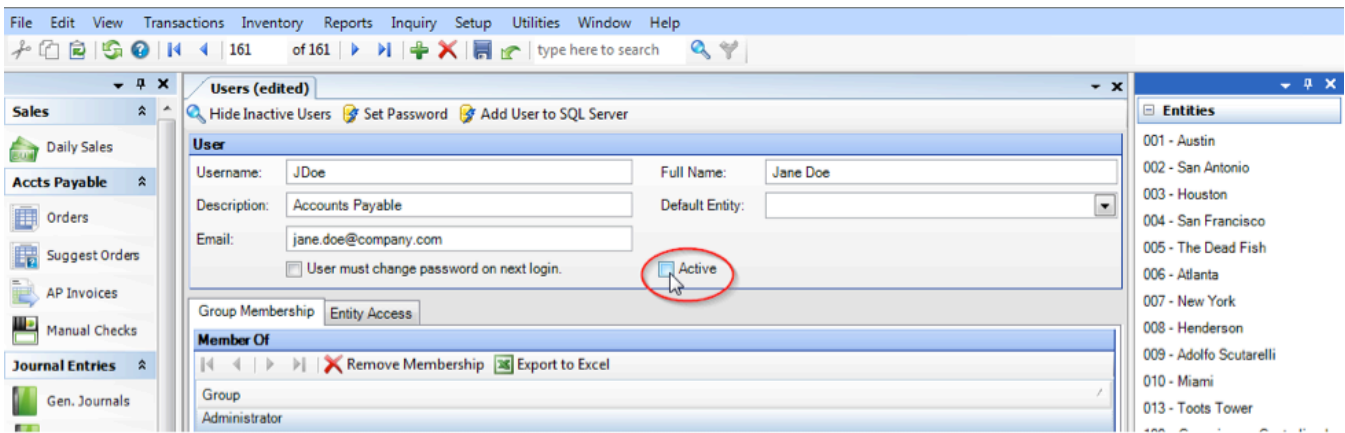 File Edit View Transactions Inventory Reports Inquiry Setup Utilities Window Help
161 of 161 type here to search
Sales
Daily Sales
Accts Payable
Orders
Suggest Orders
AP Invoices
Manual Checks
Journal Entries
Gen. Journals
Users (edited)
Hide Inactive Users Set Password Add User to SQL Server
User
Username: JDoe Full Name: Jane Doe
Description: Accounts Payable Default Entity:
Email: jane.doe@company.com
User must change password on next login. Active
Group Membership Entity Access
Member Of
Remove Membership Export to Excel
Group
Administrator
Entities
001 - Austin
002 - San Antonio
003 - Houston
004 - San Francisco
005 - The Dead Fish
006 - Atlanta
007 - New York
008 - Henderson
009 - Adolfo Scutarelli
010 - Miami
013 - Toots Tower